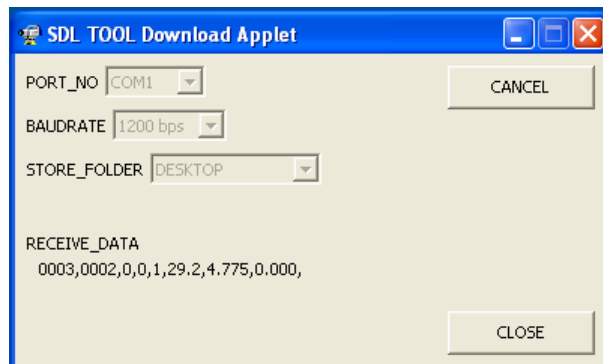 SDL TOOL Download Applet
PORT_NO COM1
CANCEL
BAUDRATE 1200 bps
STORE_FOLDER DESKTOP
RECEIVE_DATA
0003,0002,0,0,1,29.2,4.775,0.000,
CLOSE